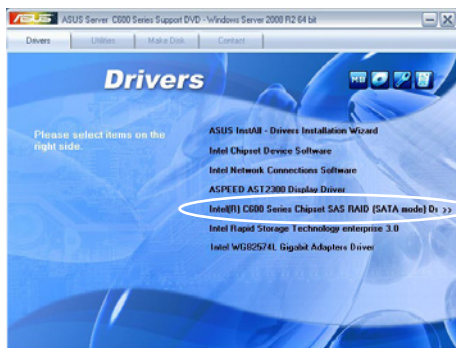 ASUS ASUS Server C600 Series Support DVD - Windows Server 2008 R2 64 bit
Drivers Utilities Make Disk Contact
Drivers
MB
Please select items on the
right side.
ASUS InstAll - Drivers Installation Wizard
Intel Chipset Device Software
Intel Network Connections Software
ASPEED AST2300 Display Driver
Intel(R) C600 Series Chipset SAS RAID (SATA mode) Dr >>
Intel Rapid Storage Technology enterprise 3.0
Intel WG82574L Gigabit Adapters Driver